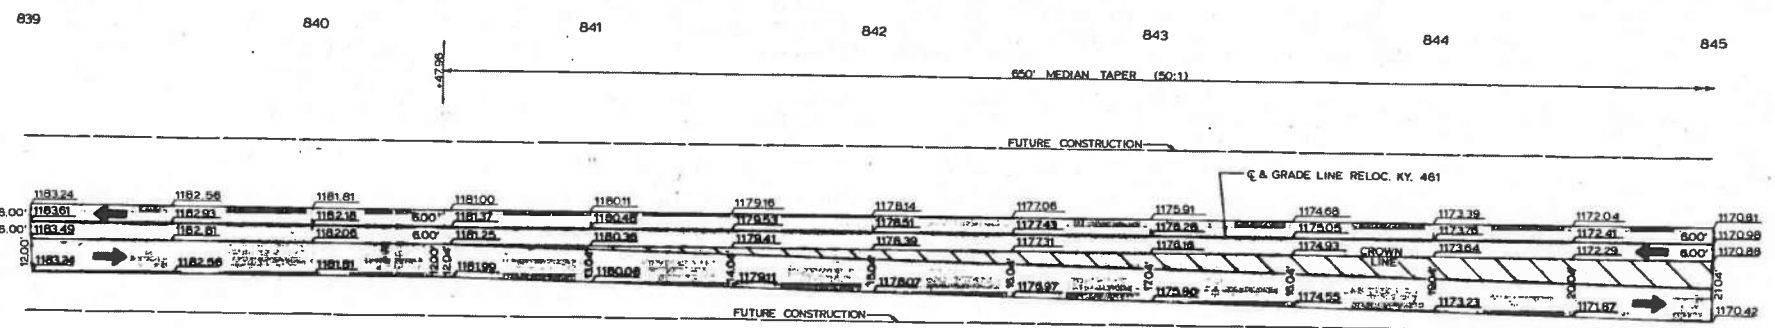 839 840 841 842 843 844 845
+47.96
650' MEDIAN TAPER (50:1)
FUTURE CONSTRUCTION
℄ & GRADE LINE RELOC. KY. 461
1183.24 1182.56 1181.81 1181.00 1180.11 1179.16 1178.14 1177.06 1175.91 1174.68 1173.39 1172.04 1170.81
6.00' 1183.61 1182.93 1182.18 6.00' 1181.37 1180.48 1179.53 1178.51 1177.43 1176.28 1175.05 1173.76 1172.41 6.00' 1170.98
6.00' 1183.49 1182.81 1182.06 6.00' 1181.25 1180.36 1179.41 1178.39 1177.31 1176.16 1174.93 1173.64 1172.29 6.00' 1170.86
CROWN
LINE
12.00' 12.00' 12.04' 13.04' 14.04' 15.04' 16.04' 17.04' 18.04' 19.04' 20.04' 21.04'
1183.24 1182.56 1181.81 1180.08 1179.11 1178.07 1176.97 1175.80 1174.55 1173.23 1171.87 1170.42
FUTURE CONSTRUCTION